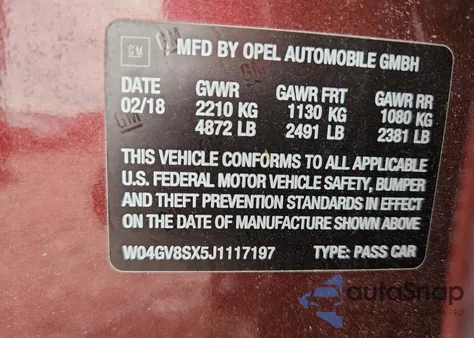 GM MFD BY OPEL AUTOMOBILE GMBH
DATE GVWR GAWR FRT GAWR RR
02/18 2210 KG 1130 KG 1080 KG
4872 LB 2491 LB 2381 LB
THIS VEHICLE CONFORMS TO ALL APPLICABLE
U.S. FEDERAL MOTOR VEHICLE SAFETY, BUMPER
AND THEFT PREVENTION STANDARDS IN EFFECT
ON THE DATE OF MANUFACTURE SHOWN ABOVE
W04GV8SX5J1117197 TYPE: PASS CAR
autoSnap